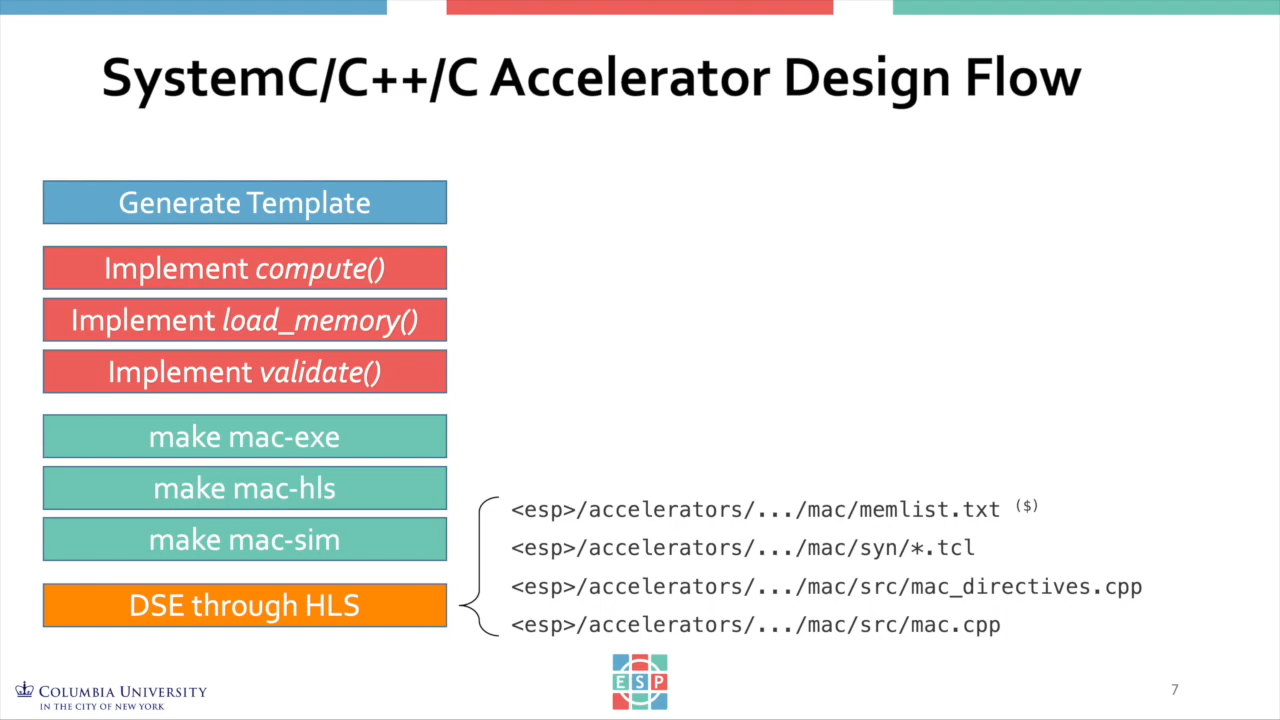 SystemC/C++/C Accelerator Design Flow
Generate Template
Implement compute()
Implement load_memory()
Implement validate()
make mac-exe
make mac-hls
make mac-sim
DSE through HLS
<esp>/accelerators/.../mac/memlist.txt ($)
<esp>/accelerators/.../mac/syn/*.tcl
<esp>/accelerators/.../mac/src/mac_directives.cpp
<esp>/accelerators/.../mac/src/mac.cpp
COLUMBIA UNIVERSITY
IN THE CITY OF NEW YORK
ESP
7